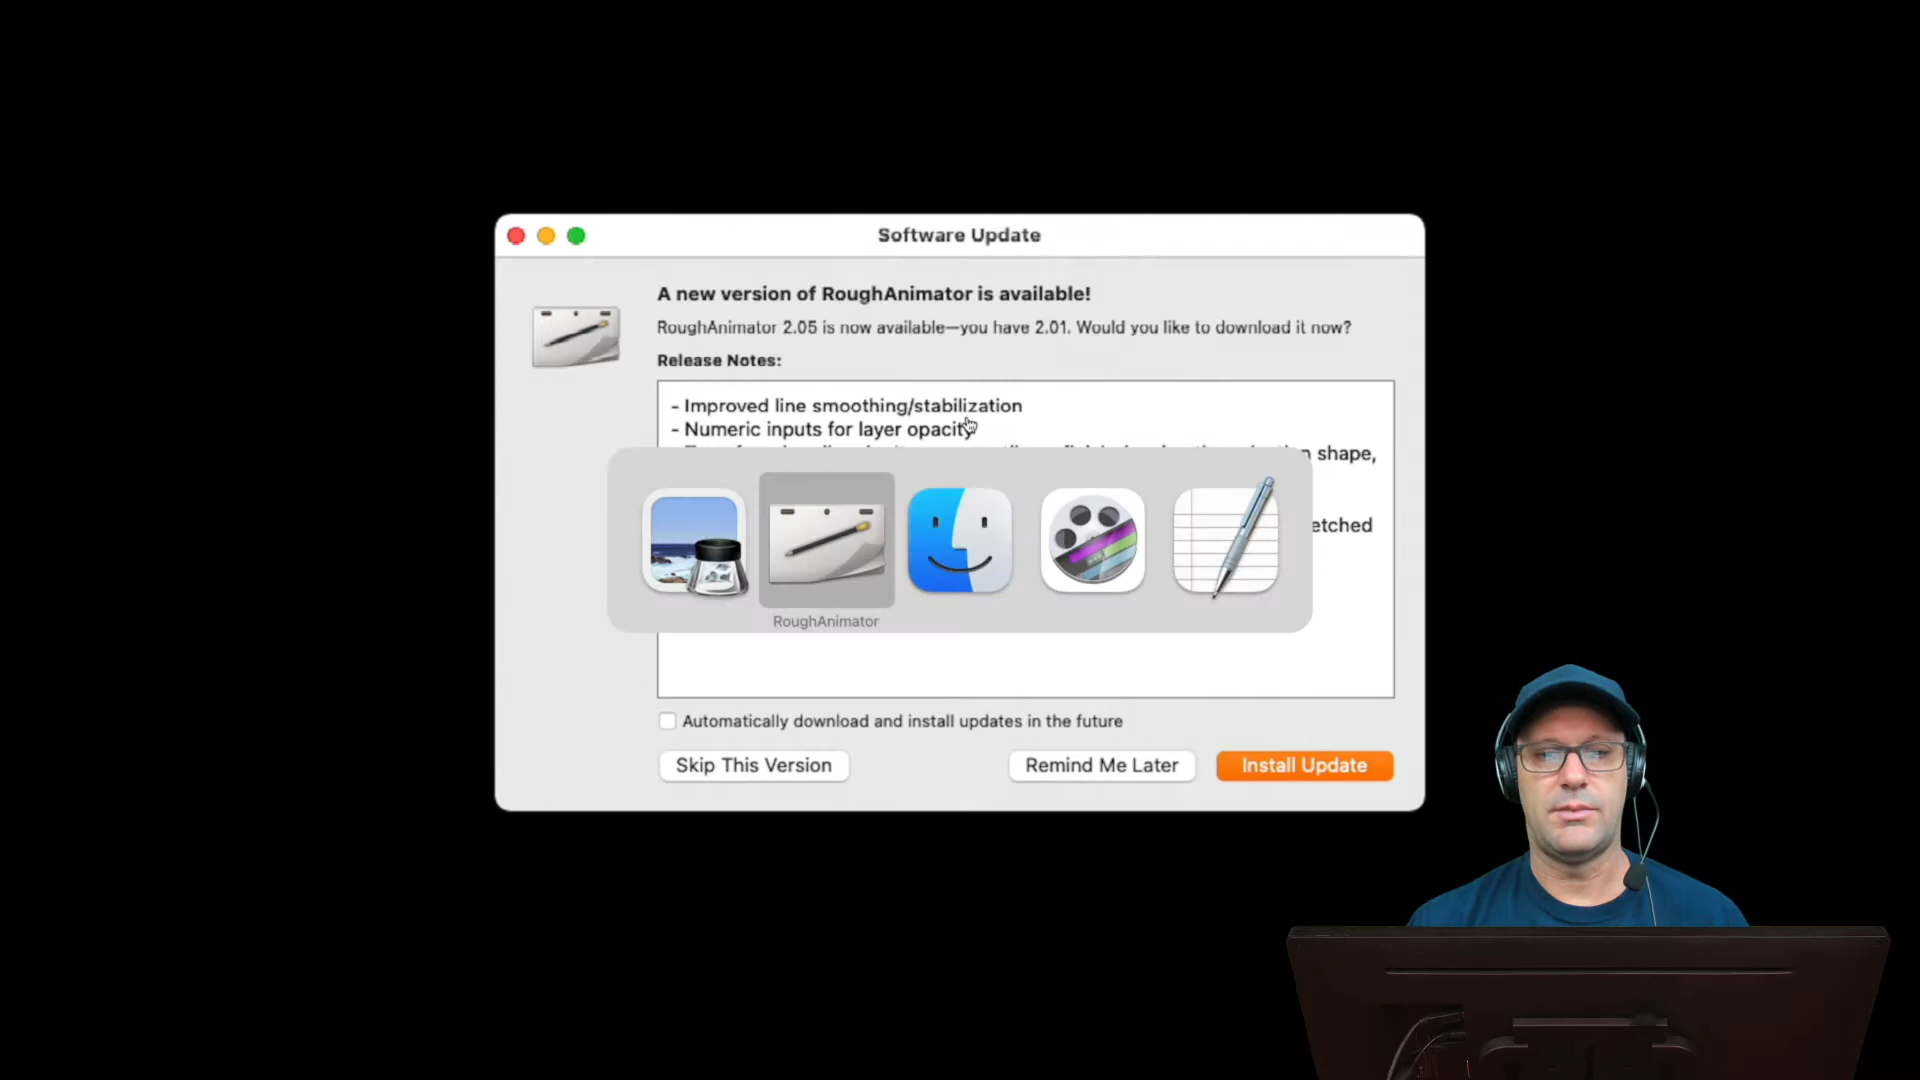 Software Update
A new version of RoughAnimator is available!
RoughAnimator 2.05 is now available—you have 2.01. Would you like to download it now?
Release Notes:
- Improved line smoothing/stabilization
- Numeric inputs for layer opacity
shape,
etched
RoughAnimator
Automatically download and install updates in the future
Skip This Version
Remind Me Later
Install Update